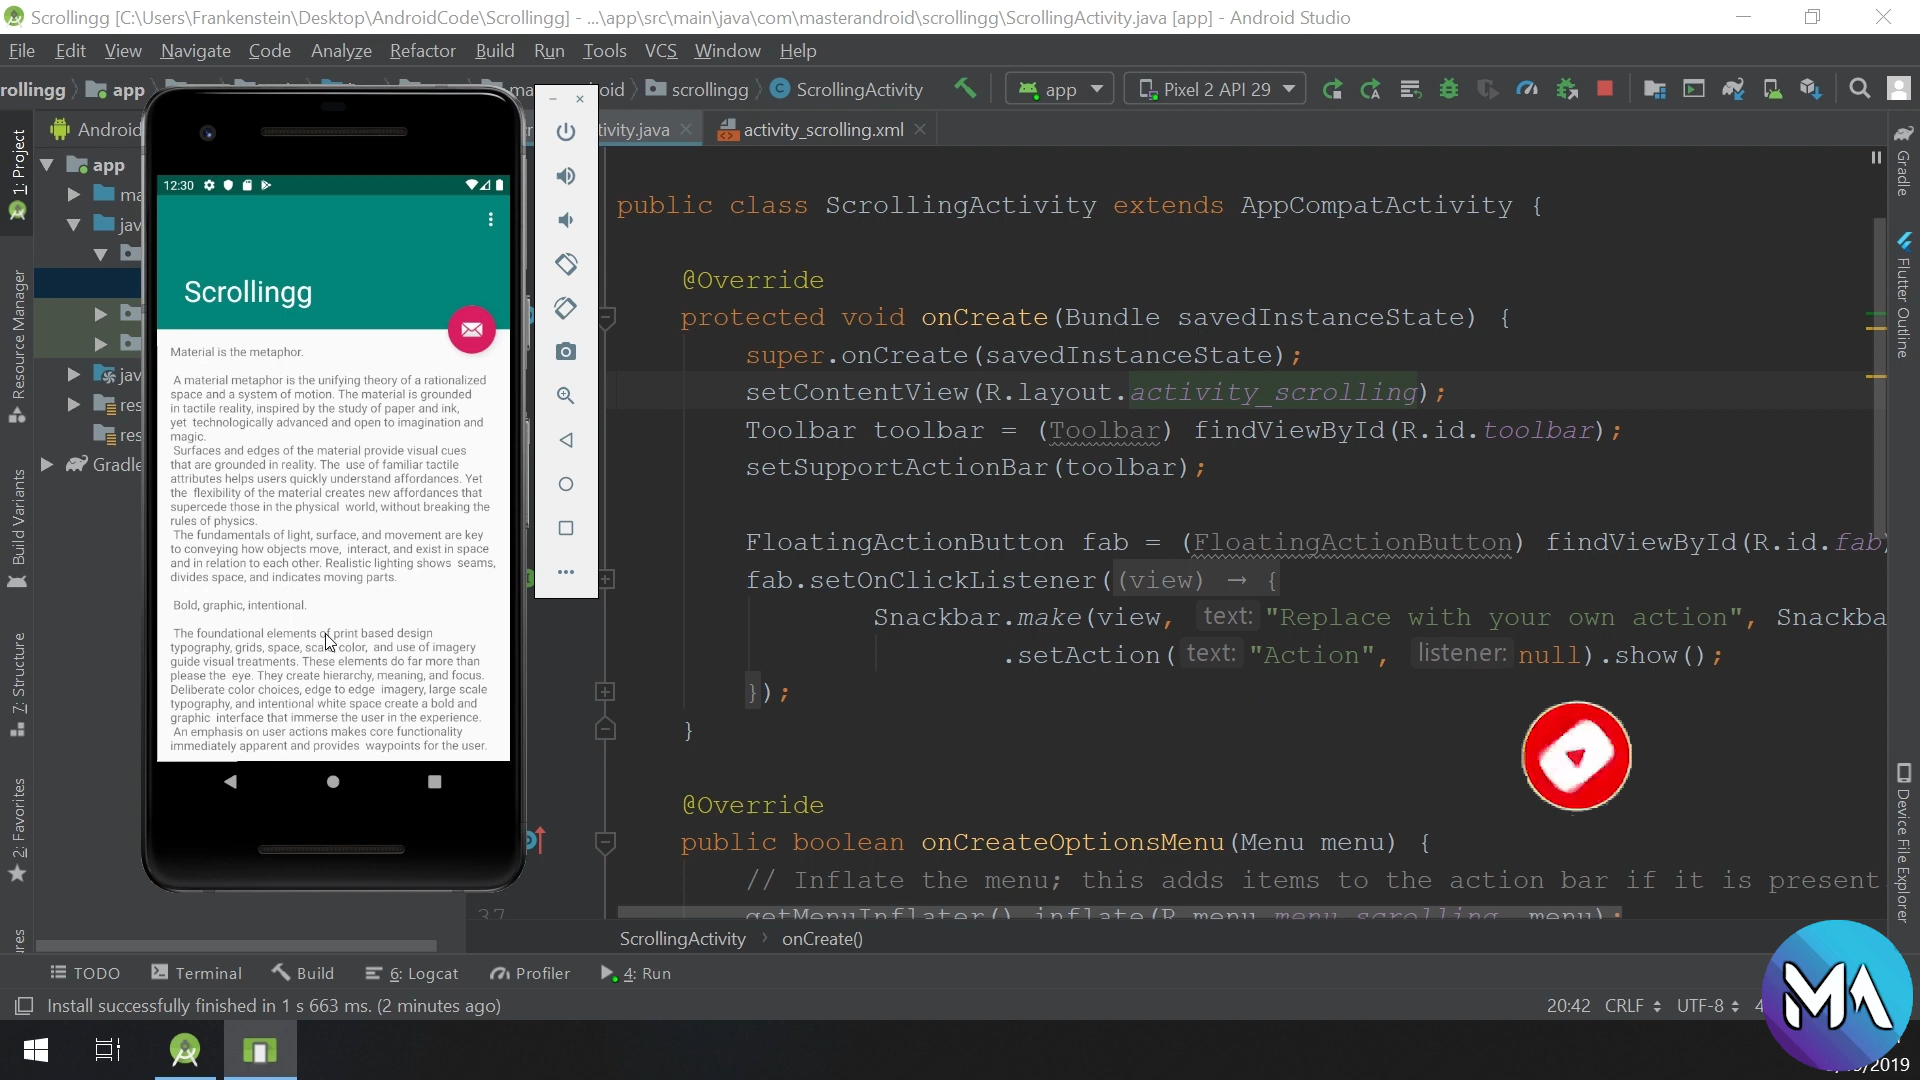 Scrollingg [C:\Users\Frankenstein\Desktop\AndroidCode\Scrollingg] - ...\app\src\main\java\com\masterandroid\scrollingg\ScrollingActivity.java [app] - Android Studio
File Edit View Navigate Code Analyze Refactor Build Run Tools VCS Window Help
rollingg app scrollingg ScrollingActivity app Pixel 2 API 29
Android
tivity.java activity_scrolling.xml
1: Project
Resource Manager
Build Variants
7: Structure
2: Favorites
app
ma
jav
jav
res
res
Gradle
12:30
Scrollingg
Material is the metaphor.
A material metaphor is the unifying theory of a rationalized
space and a system of motion. The material is grounded
in tactile reality, inspired by the study of paper and ink,
yet technologically advanced and open to imagination and
magic.
Surfaces and edges of the material provide visual cues
that are grounded in reality. The use of familiar tactile
attributes helps users quickly understand affordances. Yet
the flexibility of the material creates new affordances that
supercede those in the physical world, without breaking the
rules of physics.
The fundamentals of light, surface, and movement are key
to conveying how objects move, interact, and exist in space
and in relation to each other. Realistic lighting shows seams,
divides space, and indicates moving parts.
Bold, graphic, intentional.
The foundational elements of print based design
typography, grids, space, scale, color, and use of imagery
guide visual treatments. These elements do far more than
please the eye. They create hierarchy, meaning, and focus.
Deliberate color choices, edge to edge imagery, large scale
typography, and intentional white space create a bold and
graphic interface that immerse the user in the experience.
An emphasis on user actions makes core functionality
immediately apparent and provides waypoints for the user.
public class ScrollingActivity extends AppCompatActivity {
@Override
protected void onCreate(Bundle savedInstanceState) {
super.onCreate(savedInstanceState);
setContentView(R.layout.activity_scrolling);
Toolbar toolbar = (Toolbar) findViewById(R.id.toolbar);
setSupportActionBar(toolbar);
FloatingActionButton fab = (FloatingActionButton) findViewById(R.id.fab)
fab.setOnClickListener((view) → {
Snackbar.make(view, text: "Replace with your own action", Snackba
.setAction( text: "Action", listener: null).show();
});
}
@Override
public boolean onCreateOptionsMenu(Menu menu) {
// Inflate the menu; this adds items to the action bar if it is present.
37 getMenuInflater().inflate(R.menu.menu_scrolling, menu);
ScrollingActivity onCreate()
Gradle
Flutter Outline
Device File Explorer
TODO Terminal Build 6: Logcat Profiler 4: Run
Install successfully finished in 1 s 663 ms. (2 minutes ago) 20:42 CRLF UTF-8 4
MA
/2019